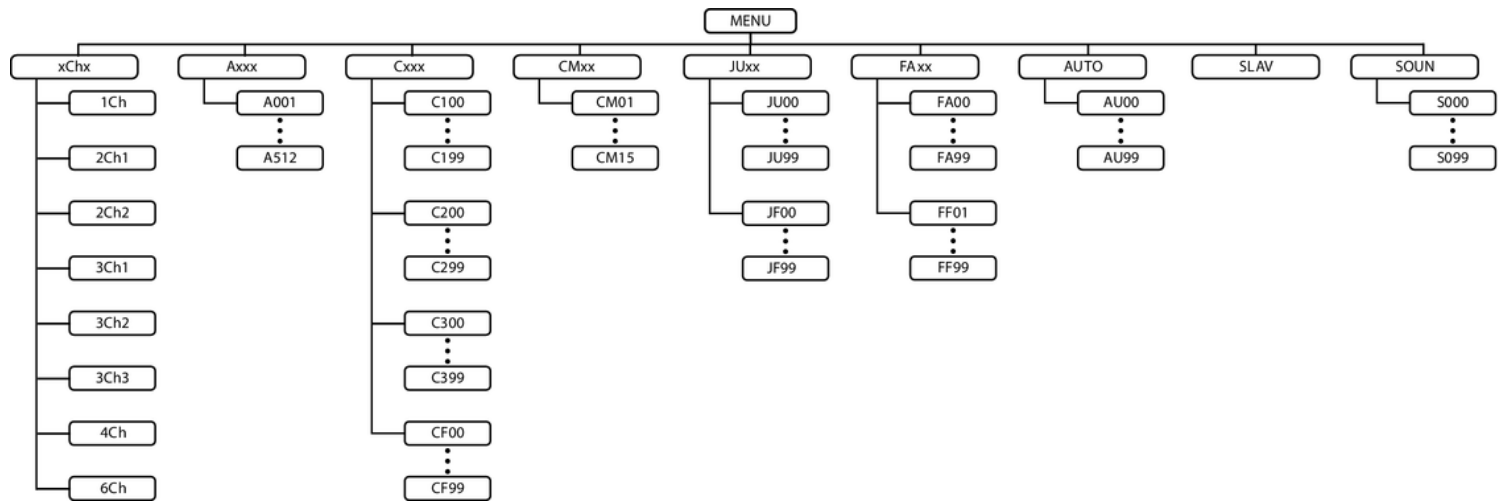 MENU
xChx Axxx Cxxx CMxx JUxx FAxx AUTO SLAV SOUN
1Ch A001 C100 CM01 JU00 FA00 AU00 S000
2Ch1 A512 C199 CM15 JU99 FA99 AU99 S099
2Ch2 C200 JF00 FF01
3Ch1 C299 JF99 FF99
3Ch2 C300
3Ch3 C399
4Ch CF00
6Ch CF99